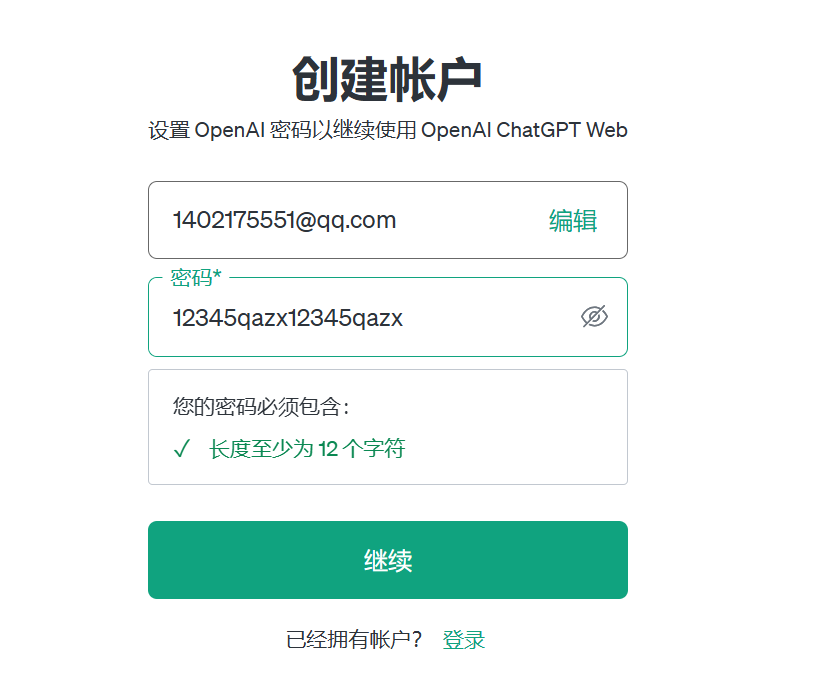 创建帐户
设置 OpenAI 密码以继续使用 OpenAI ChatGPT Web
1402175551@qq.com 编辑
密码*
12345qazx12345qazx
您的密码必须包含：
✓ 长度至少为 12 个字符
继续
已经拥有帐户？ 登录